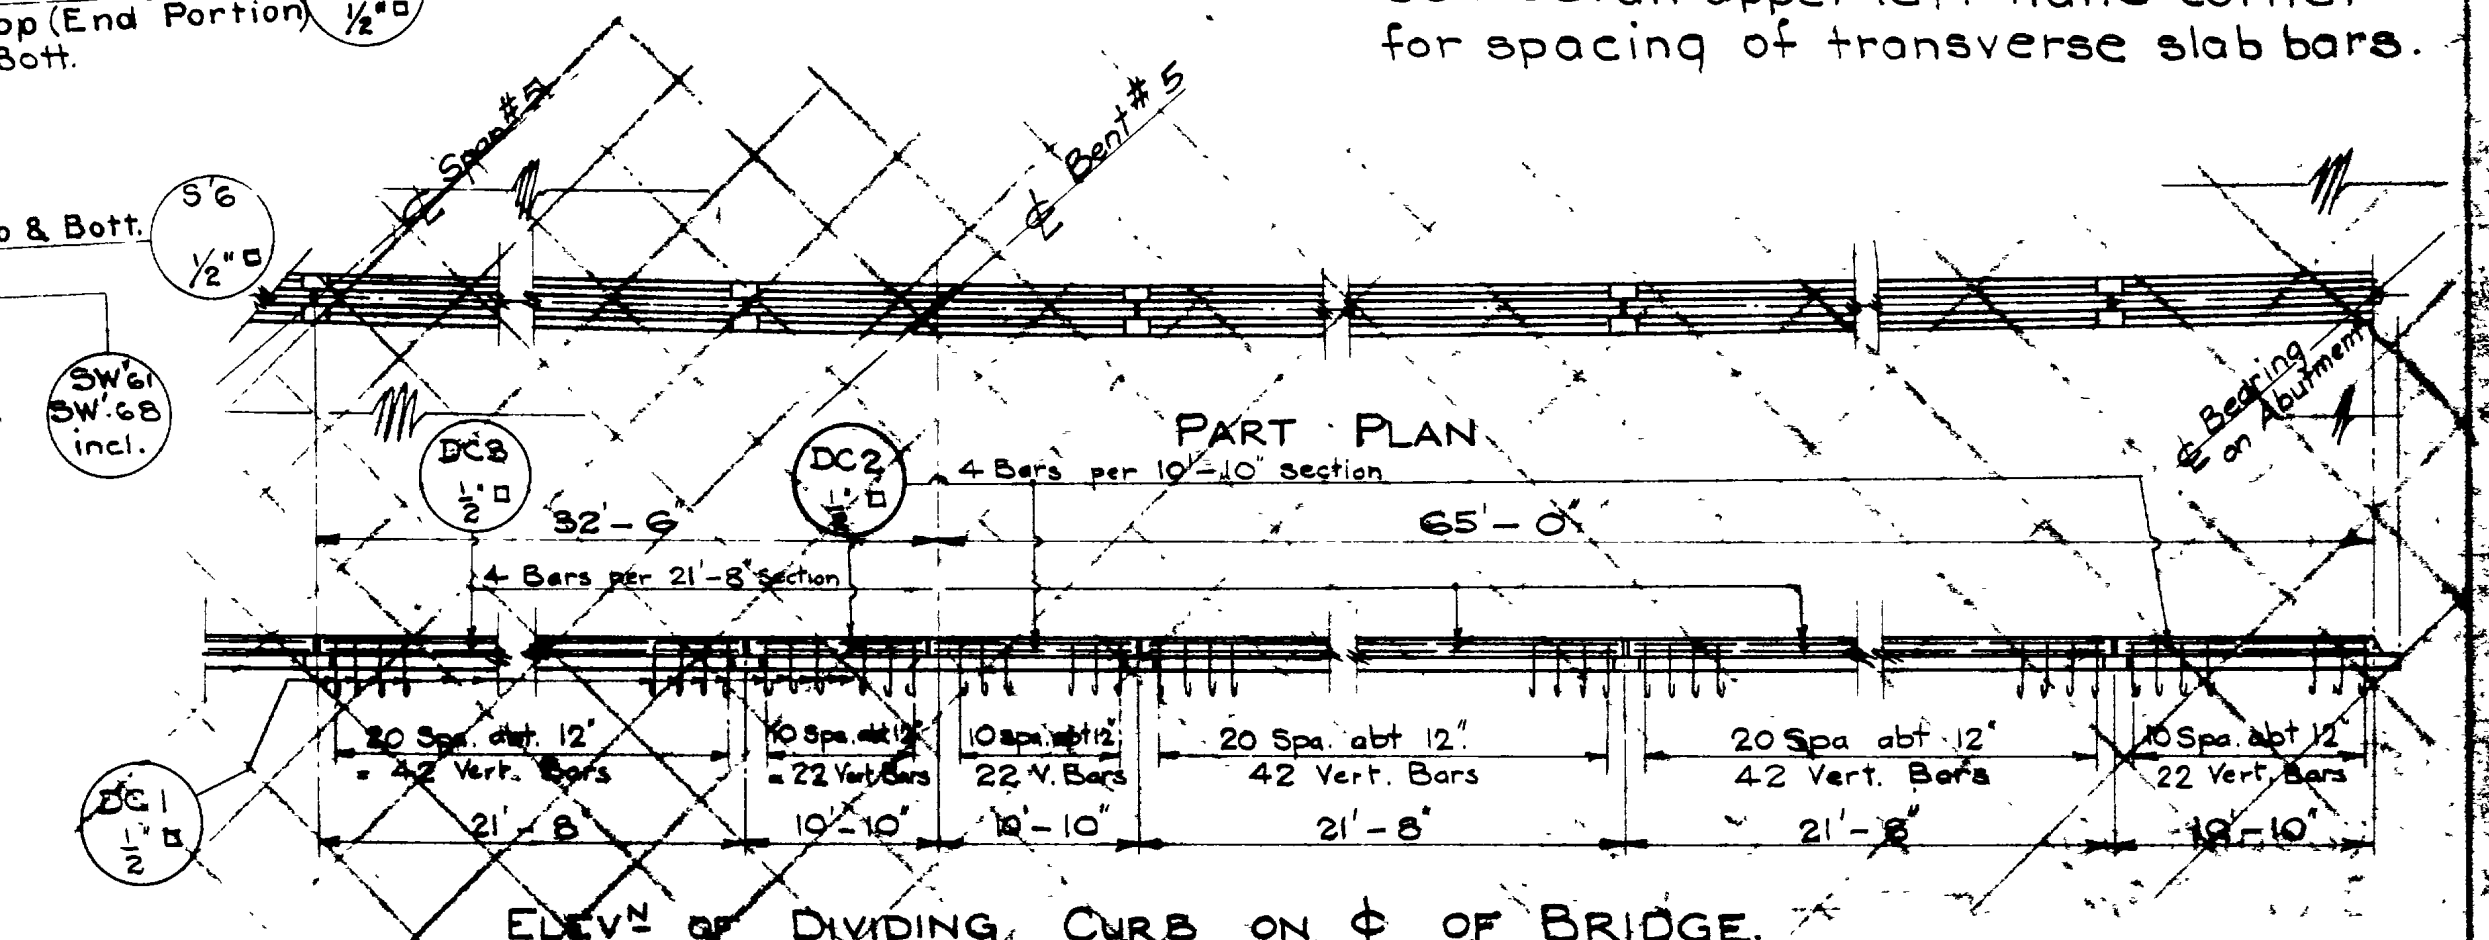 op (End Portion)
1/2" □
Bott.
upper left hand corner
for spacing of transverse slab bars.
℄ Span #5
℄ Bent #5
S'6
1/2" □
& Bott.
SW'61
SW'.68
incl.
℄ Bearing
on Abutment
PART PLAN
DC3
1/2" □
DC2
□
4 Bars per 10'-10" section
32'-6"
65'-0"
4 Bars per 21'-8" section
20 Spa. abt. 12"
= 42 Vert. Bars
10 Spa. abt 12"
= 22 Vert. Bars
10 spa. abt 12"
22 V. Bars
20 Spa. abt 12".
42 Vert. Bars
20 Spa abt 12"
42 Vert. Bars
10 Spa. abt 12"
22 Vert. Bars
DC1
1/2" □
21'-8"
10'-10"
10'-10"
21'-8"
21'-8"
10'-10"
ELEVN OF DIVIDING CURB ON ℄ OF BRIDGE.